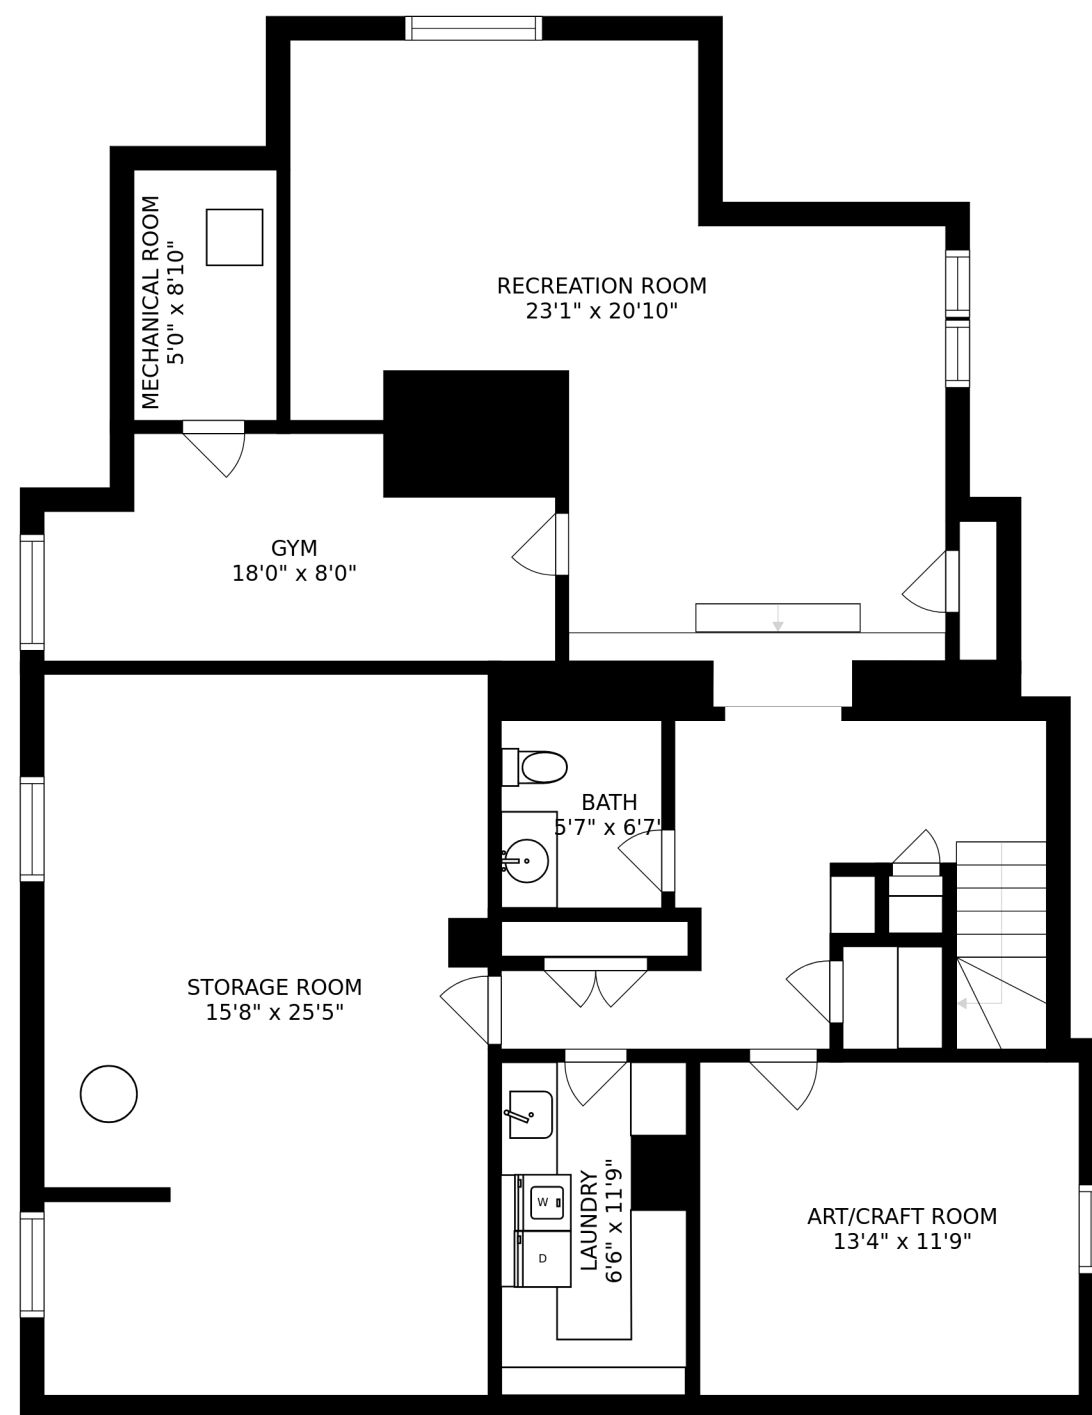 MECHANICAL ROOM
5'0" x 8'10"
RECREATION ROOM
23'1" x 20'10"
GYM
18'0" x 8'0"
BATH
5'7" x 6'7"
STORAGE ROOM
15'8" x 25'5"
W
D
LAUNDRY
6'6" x 11'9"
ART/CRAFT ROOM
13'4" x 11'9"